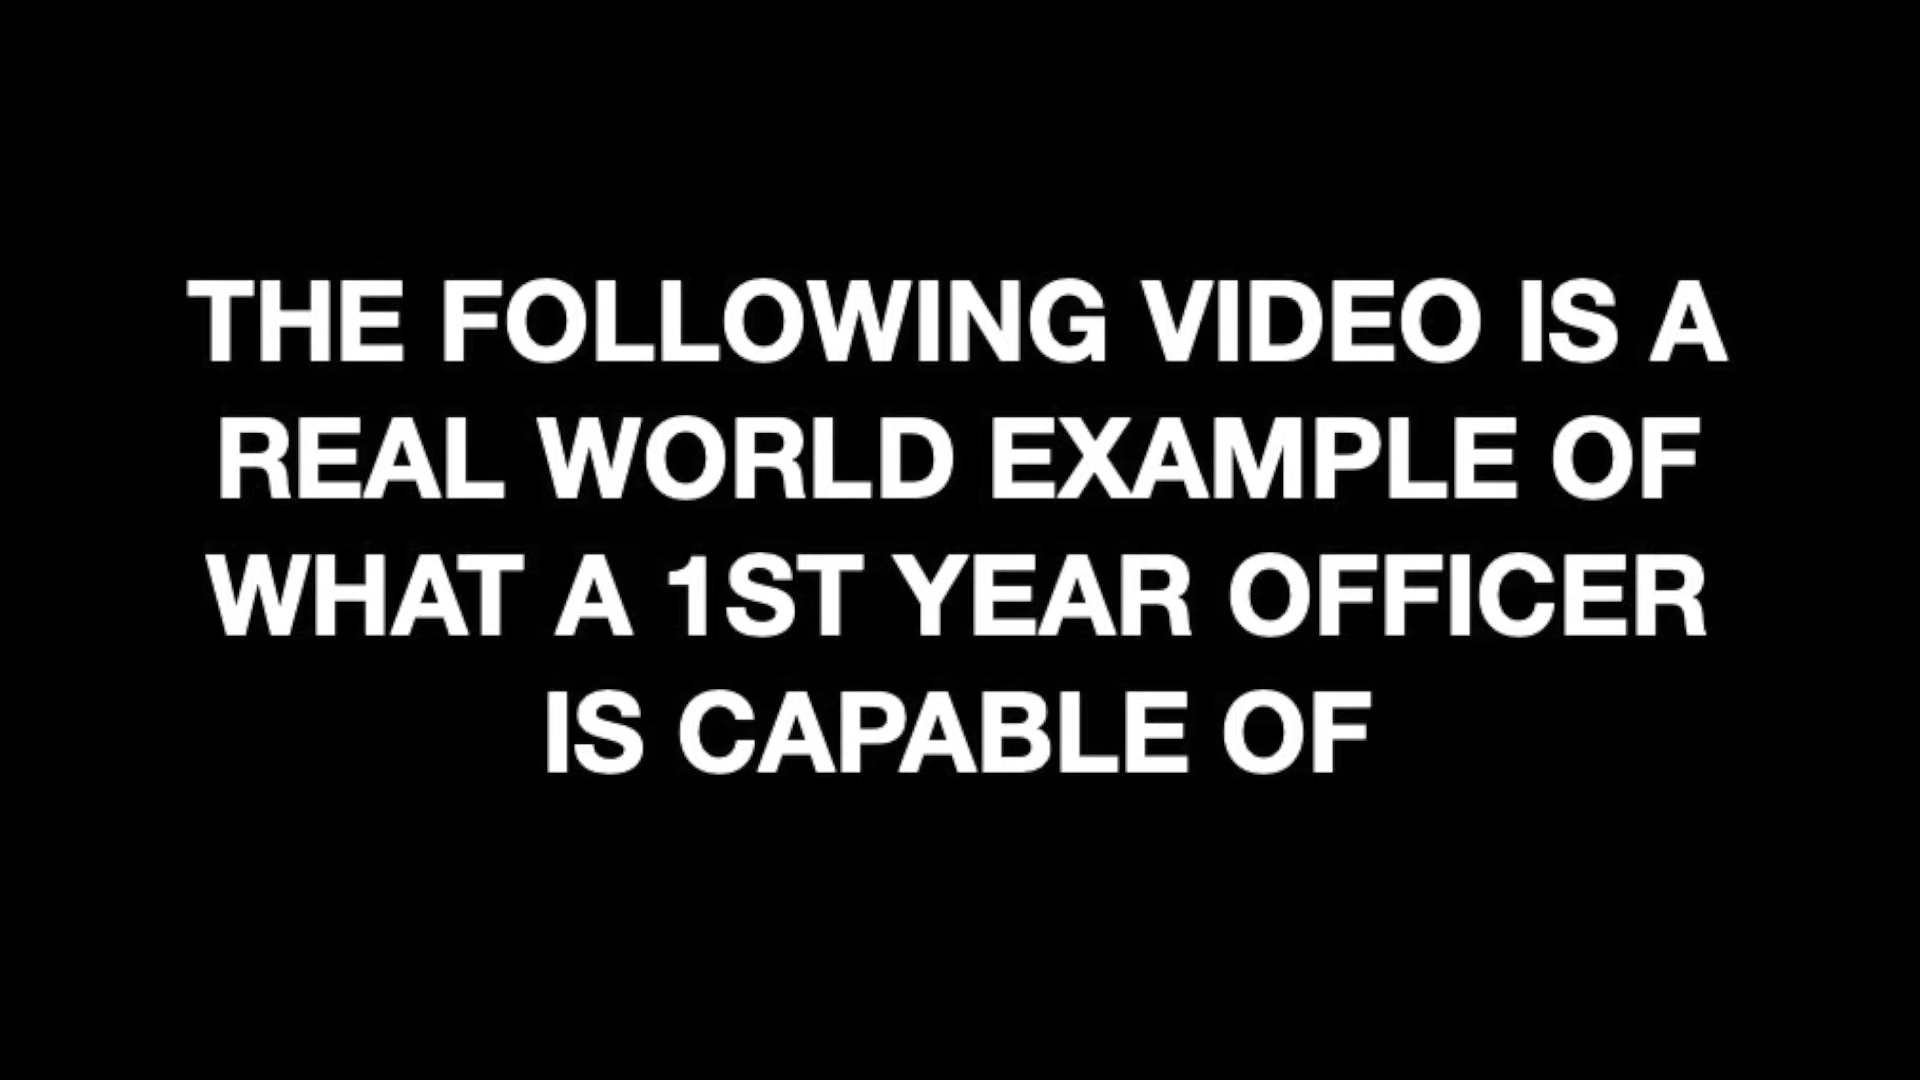 THE FOLLOWING VIDEO IS A
REAL WORLD EXAMPLE OF
WHAT A 1ST YEAR OFFICER
IS CAPABLE OF